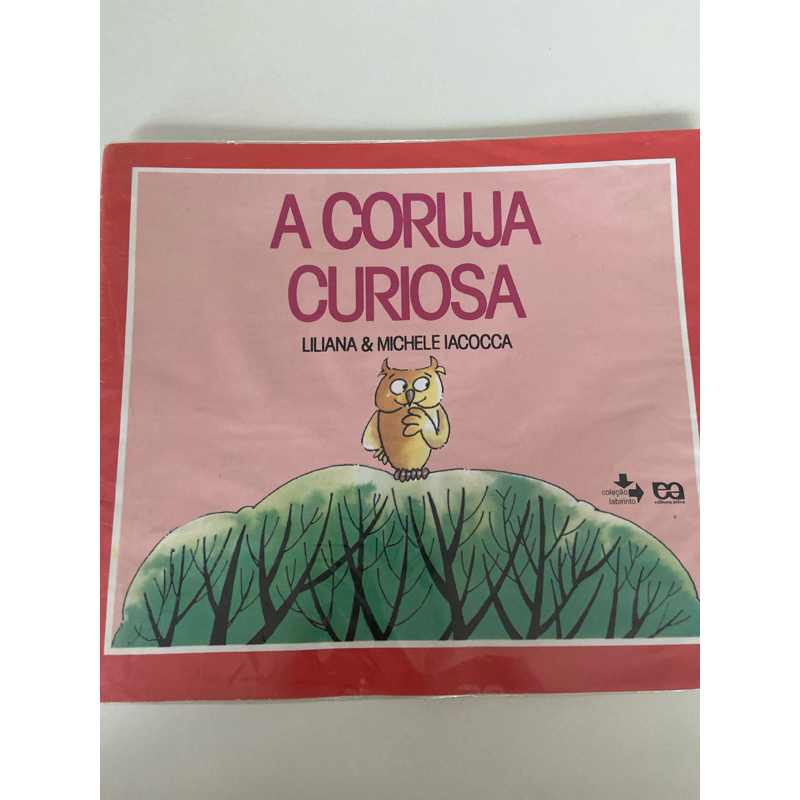 A CORUJA
CURIOSA
LILIANA & MICHELE IACOCCA
coleção
labirinto
ea
editora ática